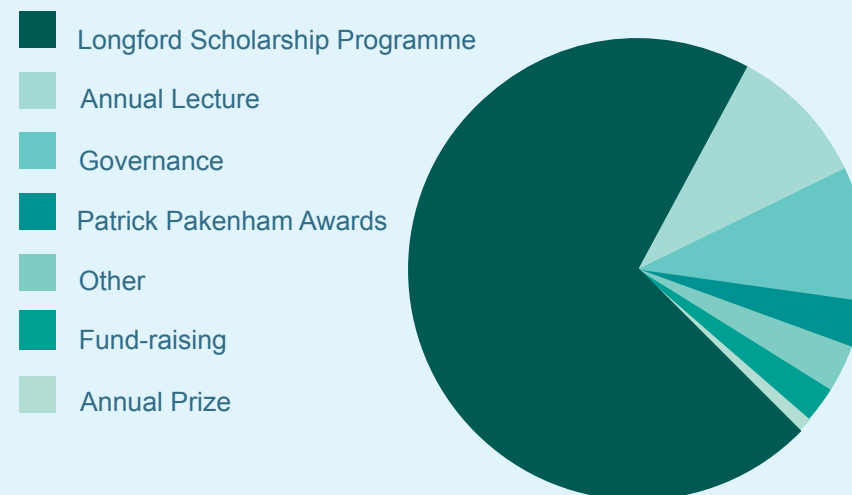 Longford Scholarship Programme
Annual Lecture
Governance
Patrick Pakenham Awards
Other
Fund-raising
Annual Prize